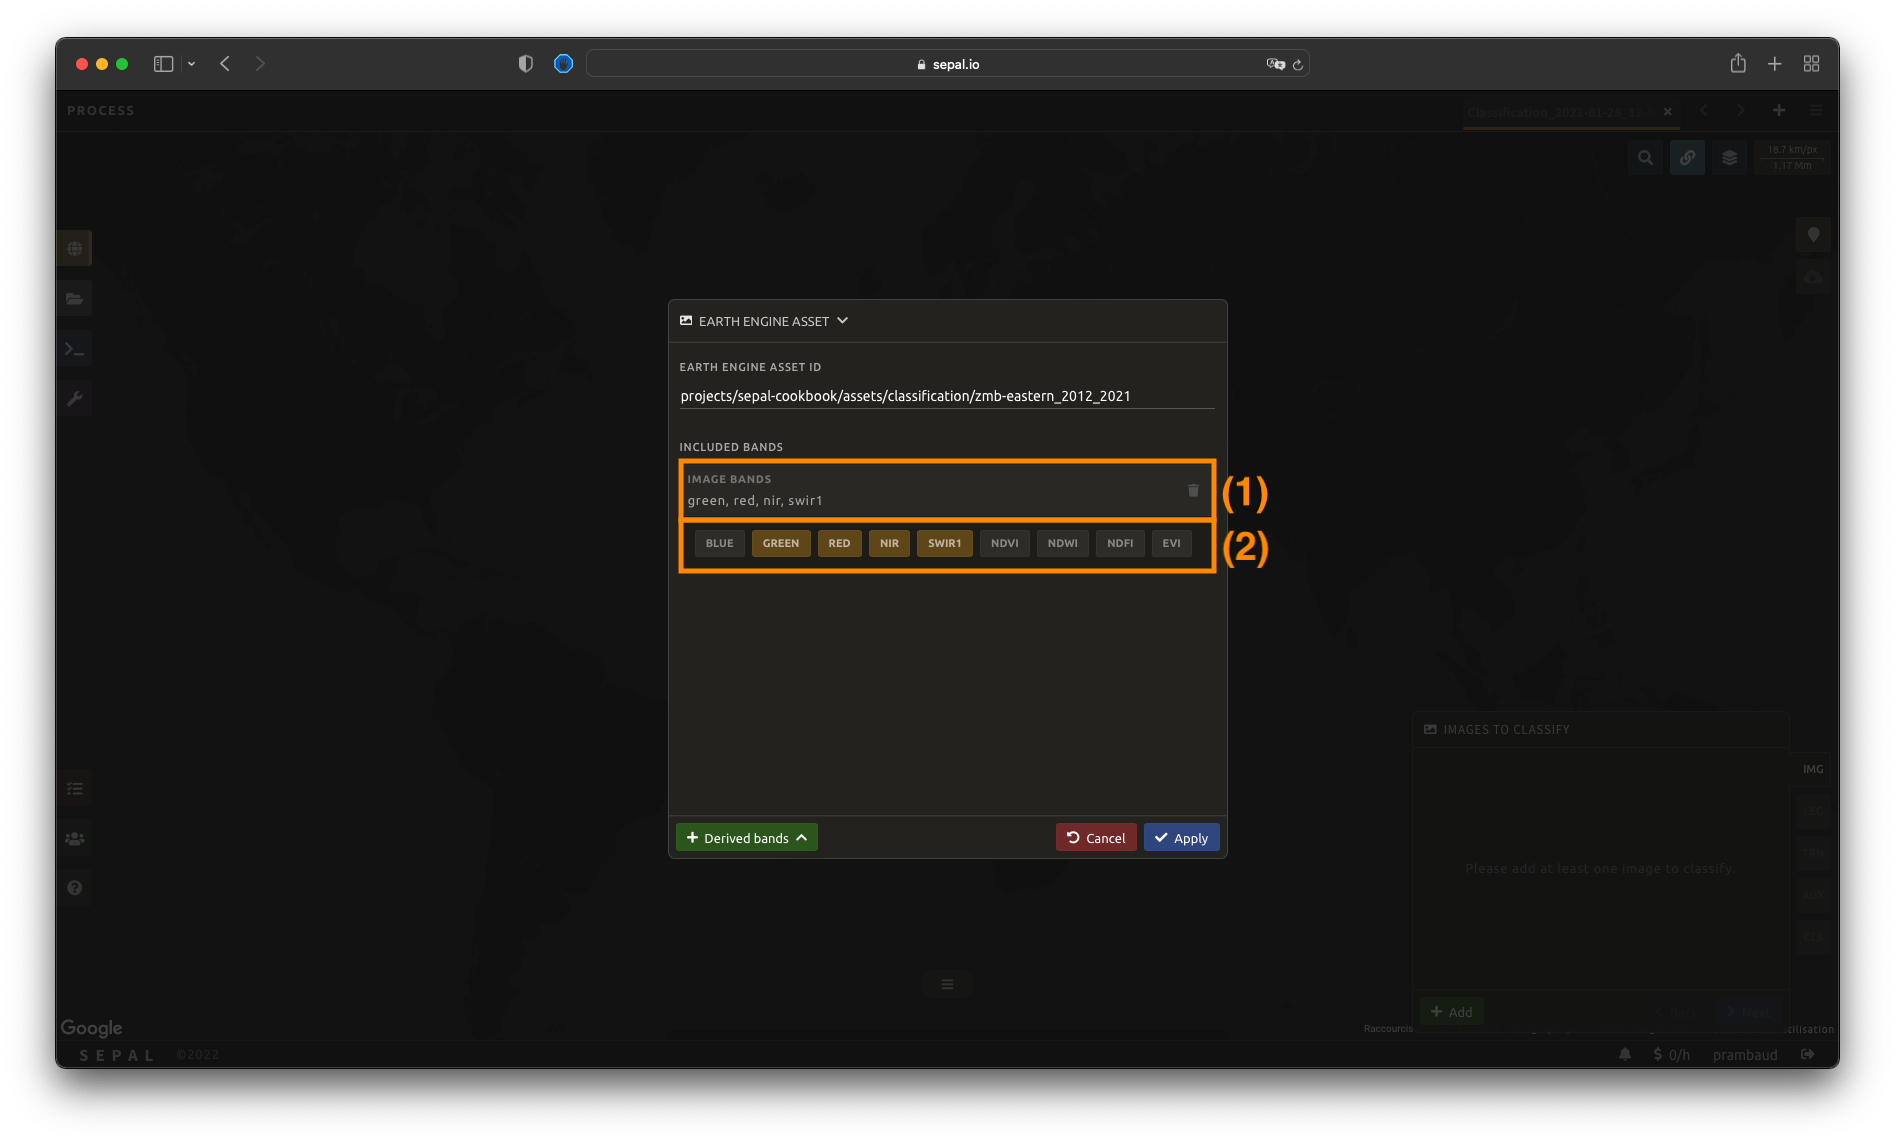 sepal.io
PROCESS
Classification_2022-01-28_12-
18.7 km/px
1.17 Mm
EARTH ENGINE ASSET
EARTH ENGINE ASSET ID
projects/sepal-cookbook/assets/classification/zmb-eastern_2012_2021
INCLUDED BANDS
IMAGE BANDS
green, red, nir, swir1
(1)
BLUE GREEN RED NIR SWIR1 NDVI NDWI NDFI EVI
(2)
IMAGES TO CLASSIFY
IMG
Derived bands Cancel Apply
Please add at least one image to classify.
Add Back Next
Google
Raccourcis
SEPAL ©2022
$ 0/h prambaud